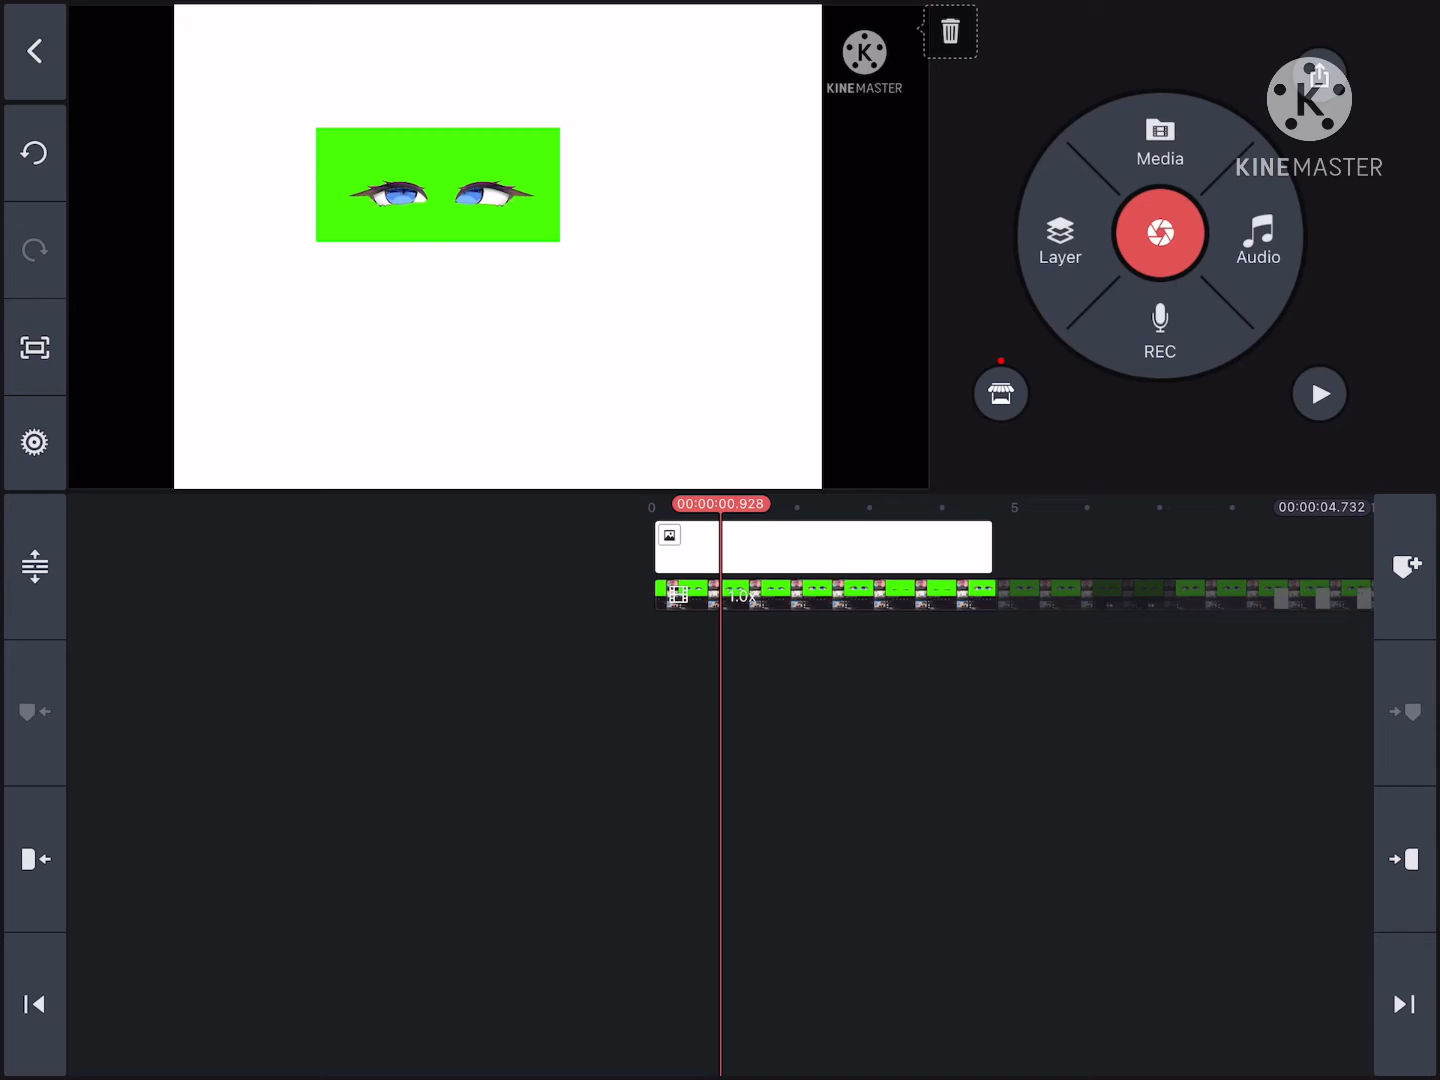 K
KINEMASTER
Media
K
KINEMASTER
Layer
Audio
REC
0
00:00:00.928
5
00:00:04.732
1.0x